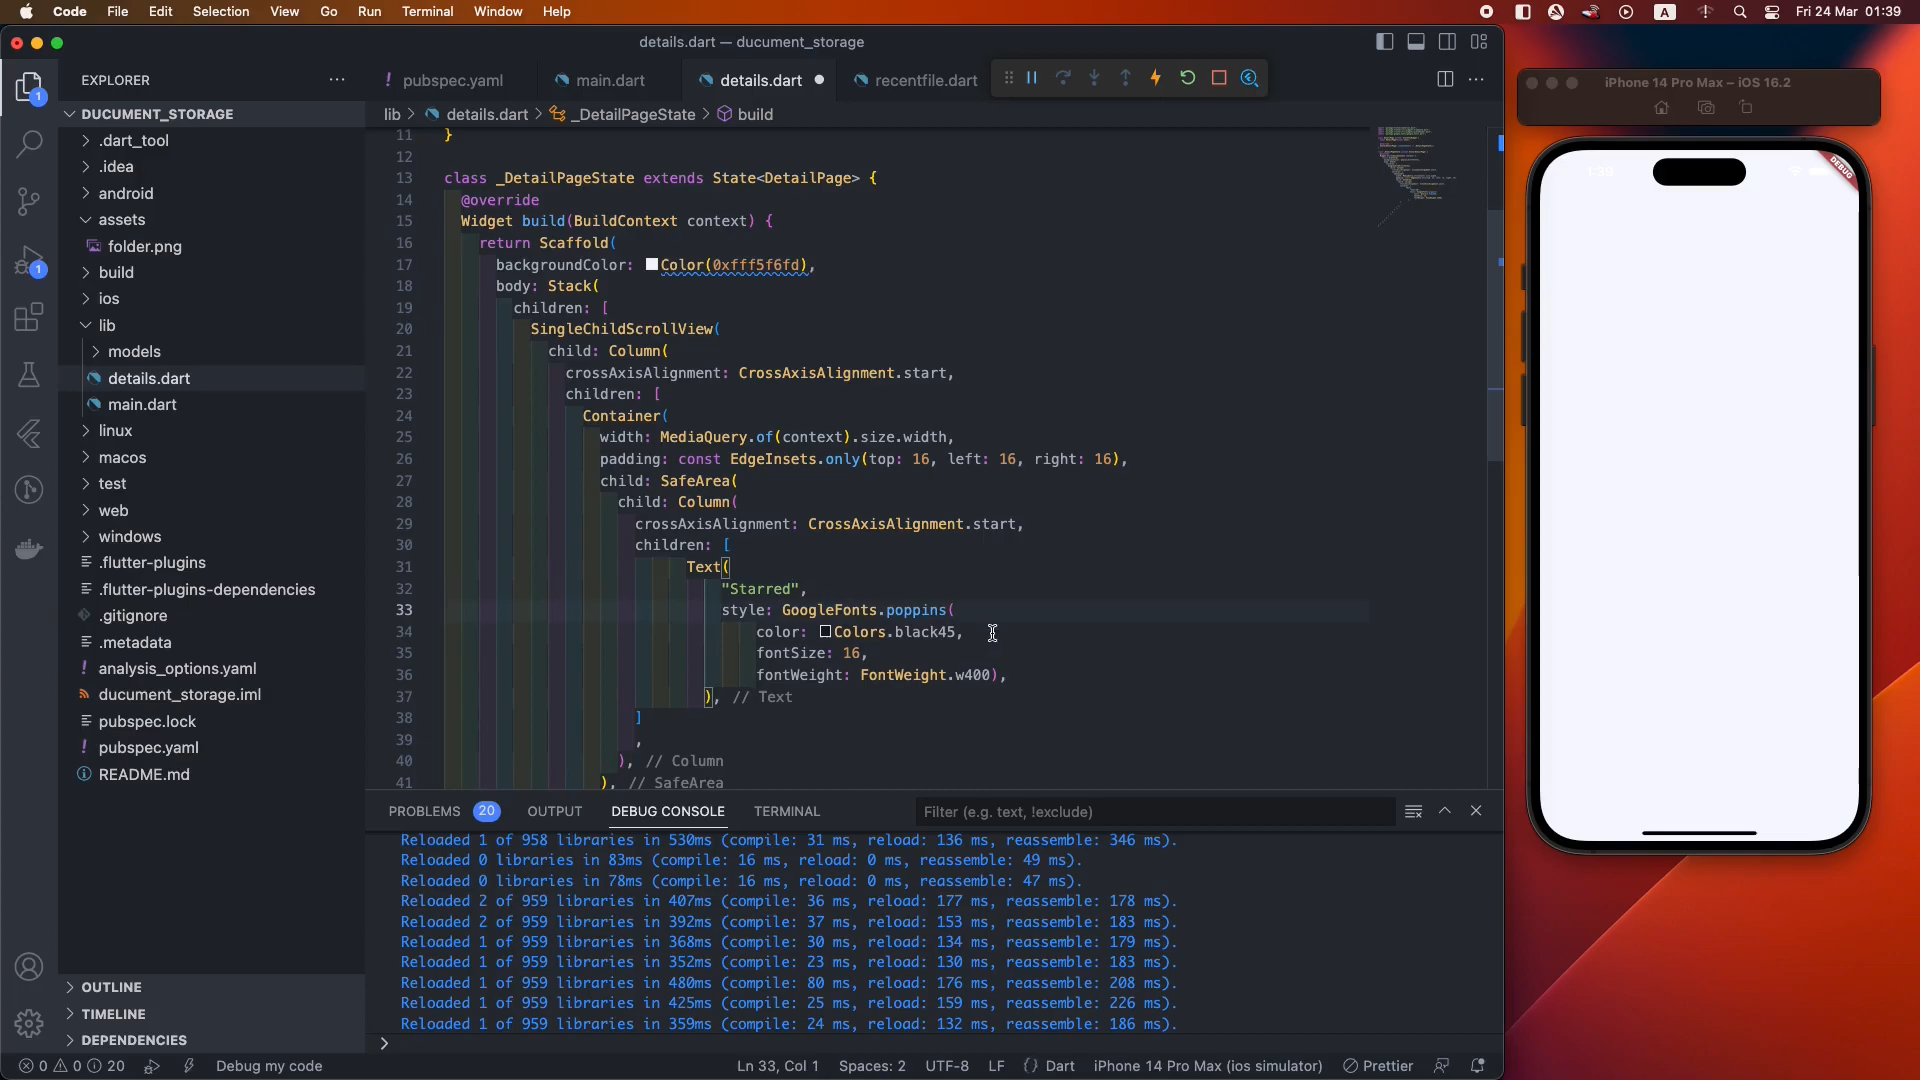 Code File Edit Selection View Go Run Terminal Window Help
A Fri 24 Mar 01:39
details.dart — ducument_storage
EXPLORER
! pubspec.yaml main.dart details.dart recentfile.dart
lib > details.dart > _DetailPageState > build
DUCUMENT_STORAGE
.dart_tool
.idea
android
assets
folder.png
build
ios
lib
models
details.dart
main.dart
linux
macos
test
web
windows
.flutter-plugins
.flutter-plugins-dependencies
.gitignore
.metadata
! analysis_options.yaml
ducument_storage.iml
pubspec.lock
! pubspec.yaml
README.md
OUTLINE
TIMELINE
DEPENDENCIES
1
1
11 }
12
13 class _DetailPageState extends State<DetailPage> {
14 @override
15 Widget build(BuildContext context) {
16 return Scaffold(
17 backgroundColor: Color(0xfff5f6fd),
18 body: Stack(
19 children: [
20 SingleChildScrollView(
21 child: Column(
22 crossAxisAlignment: CrossAxisAlignment.start,
23 children: [
24 Container(
25 width: MediaQuery.of(context).size.width,
26 padding: const EdgeInsets.only(top: 16, left: 16, right: 16),
27 child: SafeArea(
28 child: Column(
29 crossAxisAlignment: CrossAxisAlignment.start,
30 children: [
31 Text(
32 "Starred",
33 style: GoogleFonts.poppins(
34 color: Colors.black45,
35 fontSize: 16,
36 fontWeight: FontWeight.w400),
37 ), // Text
38 ]
39 ,
40 ), // Column
41 ), // SafeArea
PROBLEMS 20 OUTPUT DEBUG CONSOLE TERMINAL Filter (e.g. text, !exclude)
Reloaded 1 of 958 libraries in 530ms (compile: 31 ms, reload: 136 ms, reassemble: 346 ms).
Reloaded 0 libraries in 83ms (compile: 16 ms, reload: 0 ms, reassemble: 49 ms).
Reloaded 0 libraries in 78ms (compile: 16 ms, reload: 0 ms, reassemble: 47 ms).
Reloaded 2 of 959 libraries in 407ms (compile: 36 ms, reload: 177 ms, reassemble: 178 ms).
Reloaded 2 of 959 libraries in 392ms (compile: 37 ms, reload: 153 ms, reassemble: 183 ms).
Reloaded 1 of 959 libraries in 368ms (compile: 30 ms, reload: 134 ms, reassemble: 179 ms).
Reloaded 1 of 959 libraries in 352ms (compile: 23 ms, reload: 130 ms, reassemble: 183 ms).
Reloaded 1 of 959 libraries in 480ms (compile: 80 ms, reload: 176 ms, reassemble: 208 ms).
Reloaded 1 of 959 libraries in 425ms (compile: 25 ms, reload: 159 ms, reassemble: 226 ms).
Reloaded 1 of 959 libraries in 359ms (compile: 24 ms, reload: 132 ms, reassemble: 186 ms).
>
0 0 20 Debug my code Ln 33, Col 1 Spaces: 2 UTF-8 LF {} Dart iPhone 14 Pro Max (ios simulator) Prettier
iPhone 14 Pro Max – iOS 16.2
1:39
DEBUG